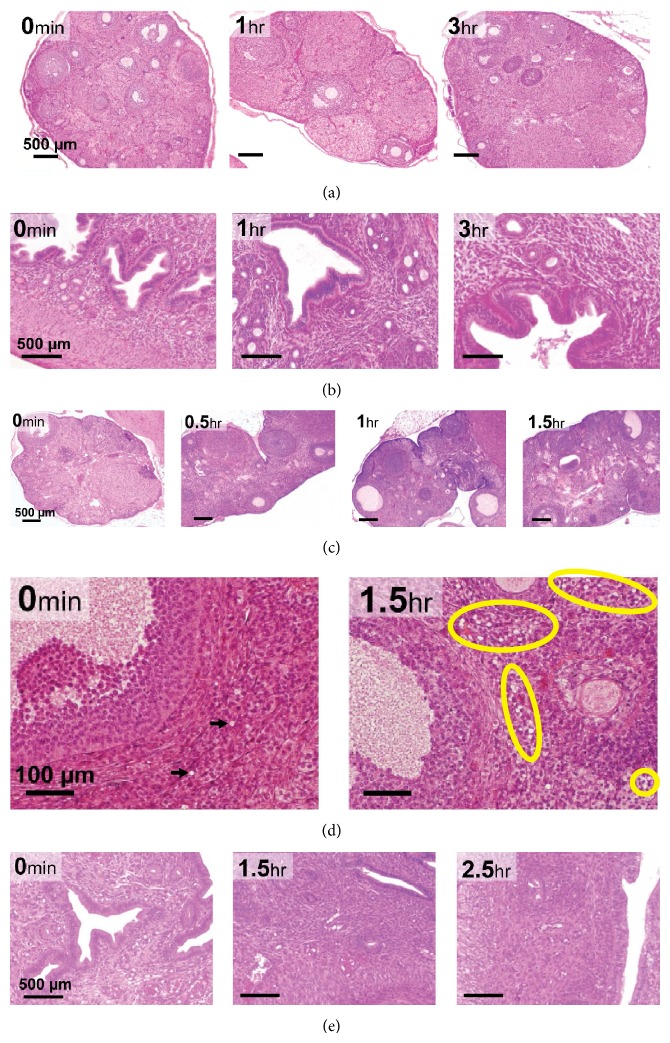 0min 1hr 3hr
500 µm
(a)
0min 1hr 3hr
500 µm
(b)
0min 0.5hr 1hr 1.5hr
500 µm
(c)
0min 1.5hr
100 µm
(d)
0min 1.5hr 2.5hr
500 µm
(e)